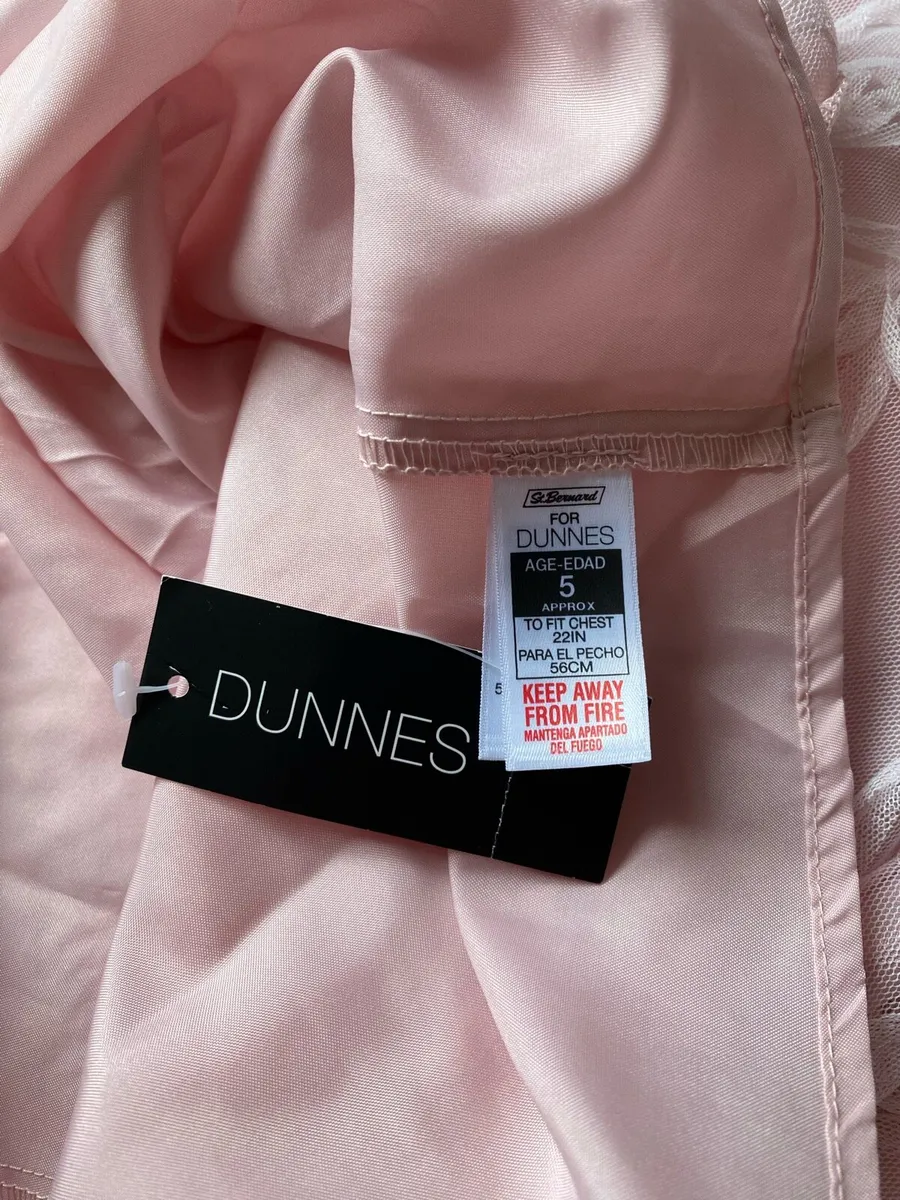 St. Bernard
FOR
DUNNES
AGE-EDAD
5
APPROX
TO FIT CHEST
22IN
PARA EL PECHO
56CM
KEEP AWAY
FROM FIRE
MANTENGA APARTADO
DEL FUEGO
5
DUNNES